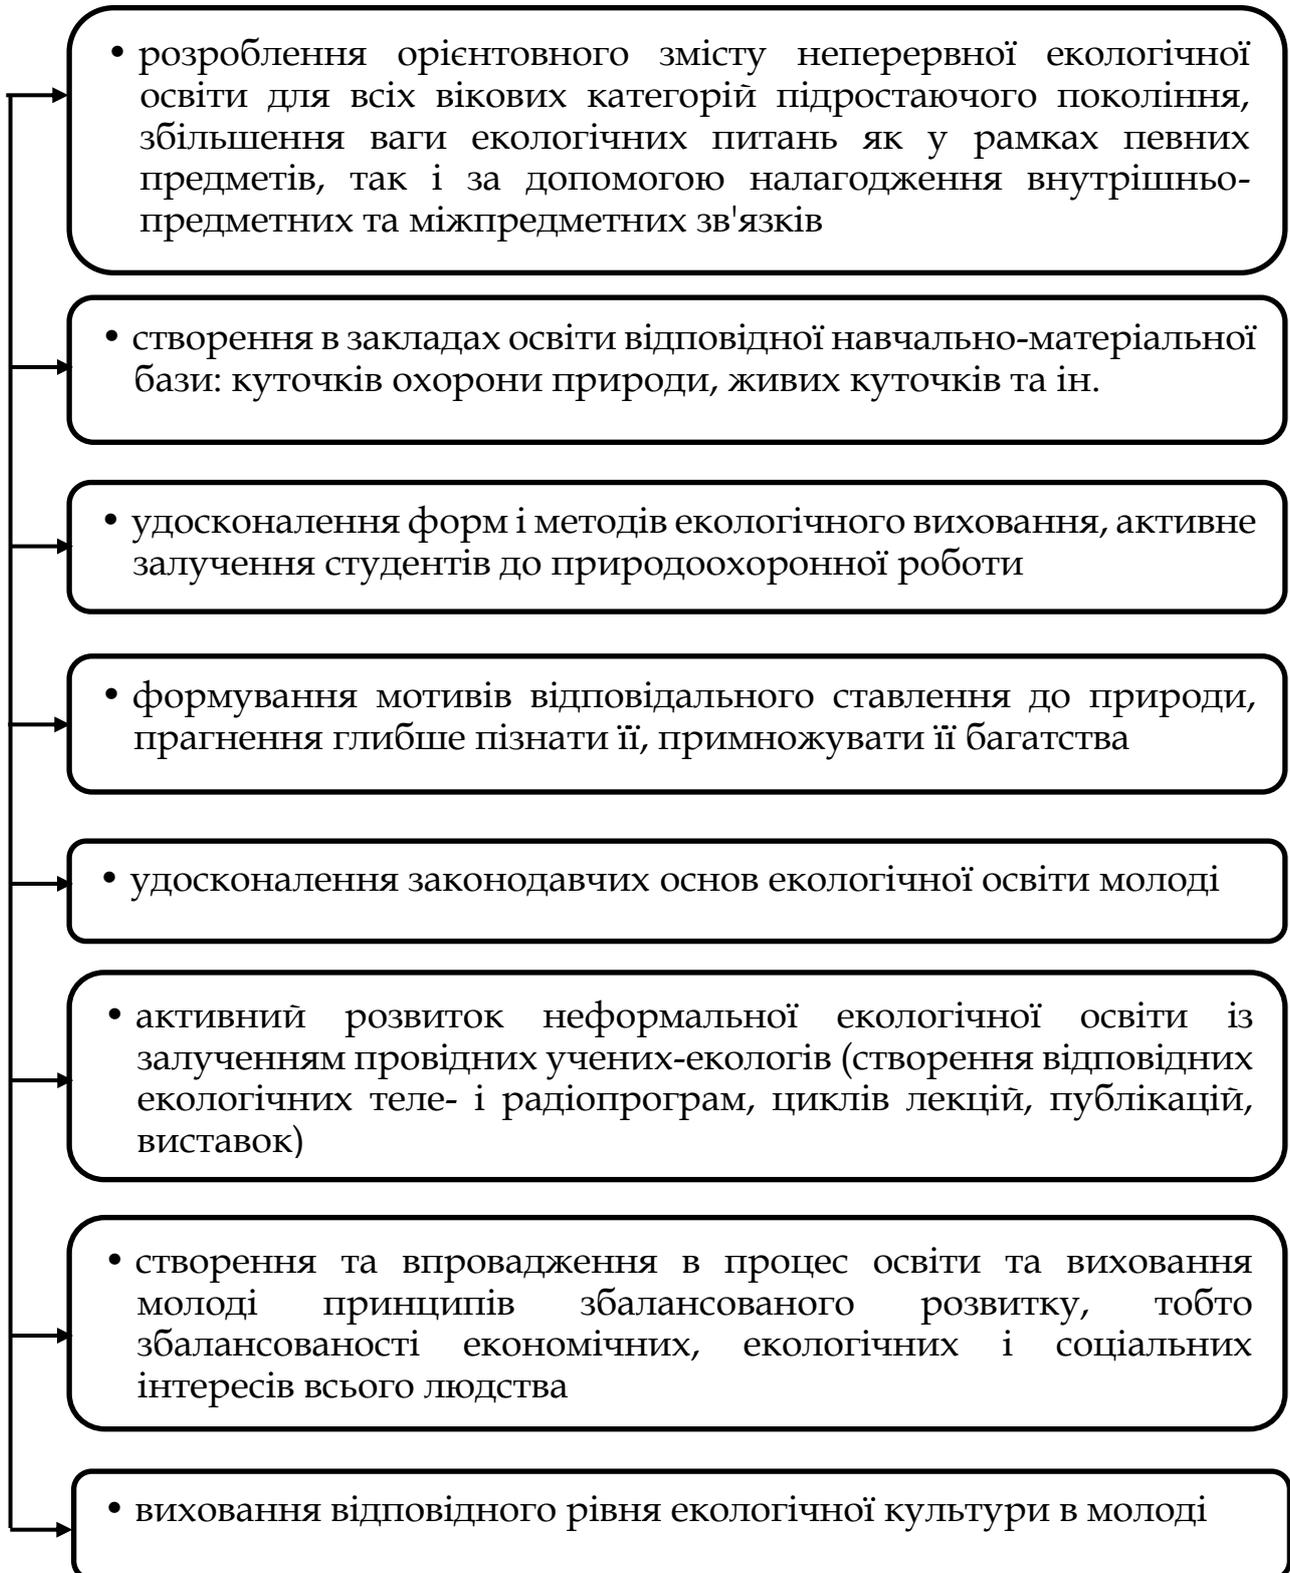 • розроблення орієнтовного змісту неперервної екологічної
освіти для всіх вікових категорій підростаючого покоління,
збільшення ваги екологічних питань як у рамках певних
предметів, так і за допомогою налагодження внутрішньо-
предметних та міжпредметних зв'язків
• створення в закладах освіти відповідної навчально-матеріальної
бази: куточків охорони природи, живих куточків та ін.
• удосконалення форм і методів екологічного виховання, активне
залучення студентів до природоохоронної роботи
• формування мотивів відповідального ставлення до природи,
прагнення глибше пізнати її, примножувати її багатства
• удосконалення законодавчих основ екологічної освіти молоді
• активний розвиток неформальної екологічної освіти із
залученням провідних учених-екологів (створення відповідних
екологічних теле- і радіопрограм, циклів лекцій, публікацій,
виставок)
• створення та впровадження в процес освіти та виховання
молоді принципів збалансованого розвитку, тобто
збалансованості економічних, екологічних і соціальних
інтересів всього людства
• виховання відповідного рівня екологічної культури в молоді